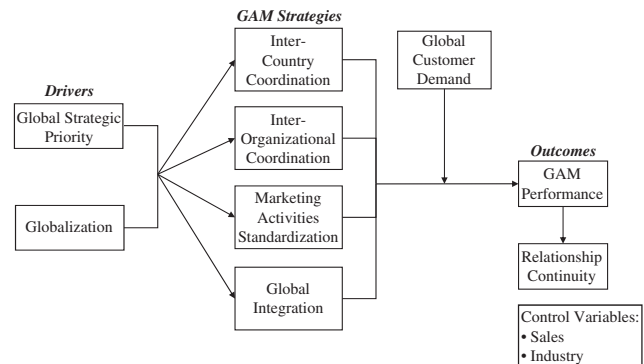 GAM Strategies
Inter-
Country
Coordination
Global
Customer
Demand
Drivers
Global Strategic
Priority
Inter-
Organizational
Coordination
Outcomes
GAM
Performance
Marketing
Activities
Standardization
Globalization
Relationship
Continuity
Global
Integration
Control Variables:
• Sales
• Industry